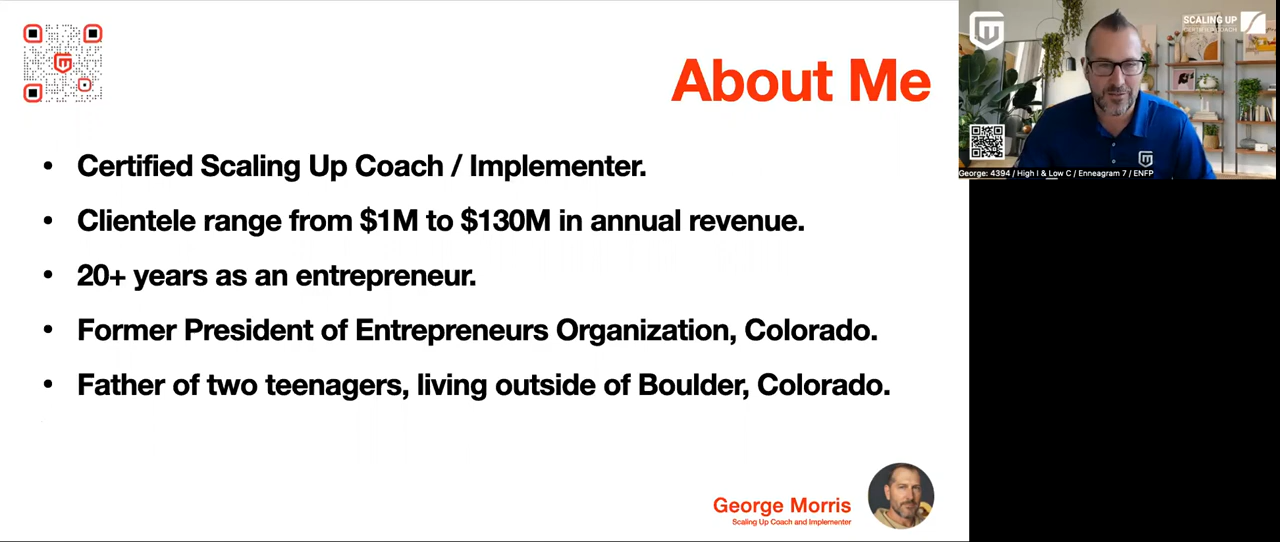 About Me
• Certified Scaling Up Coach / Implementer.
• Clientele range from $1M to $130M in annual revenue.
• 20+ years as an entrepreneur.
• Former President of Entrepreneurs Organization, Colorado.
• Father of two teenagers, living outside of Boulder, Colorado.
George Morris
Scaling Up Coach and Implementer
SCALING UP
CERTIFIED COACH
George: 4394 / High I & Low C / Enneagram 7 / ENFP